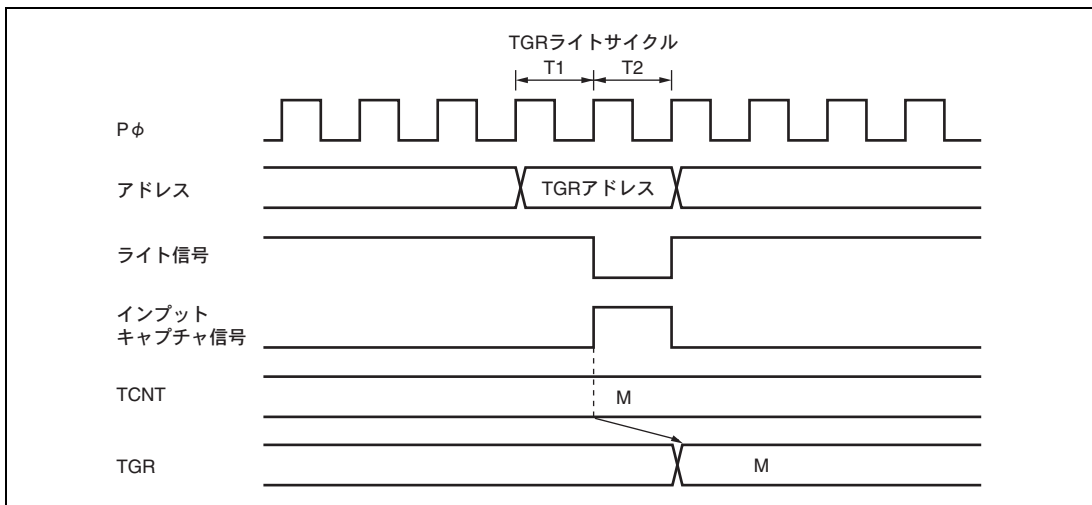 TGRライトサイクル
T1 T2
Pφ
アドレス
TGRアドレス
ライト信号
インプット
キャプチャ信号
TCNT
M
TGR
M